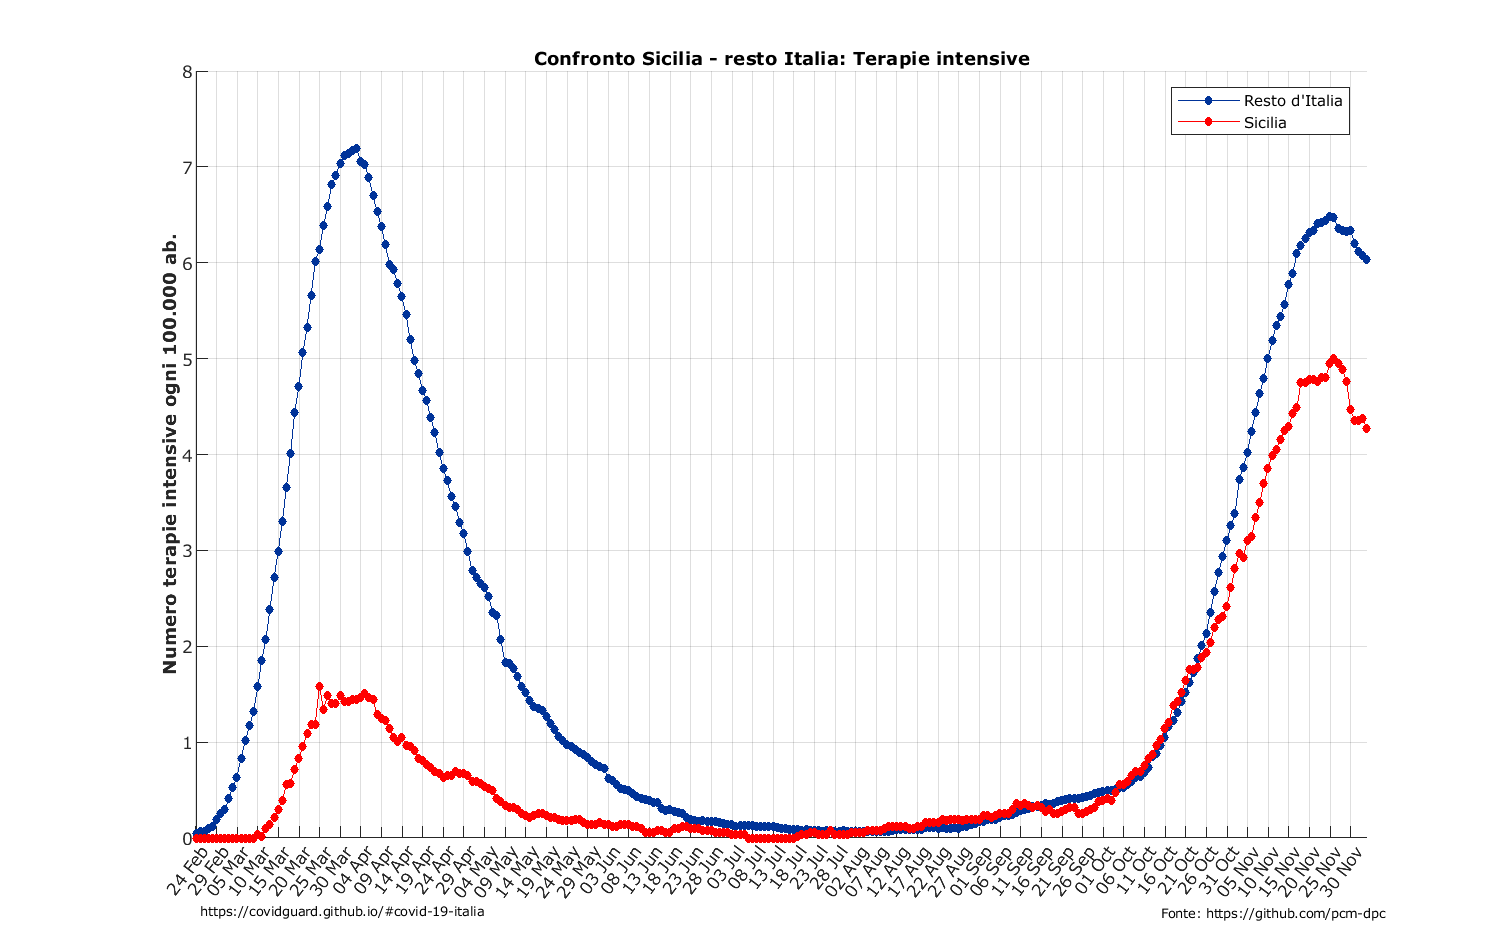 Confronto Sicilia - resto Italia: Terapie intensive
Resto d'Italia
Sicilia
Numero terapie intensive ogni 100.000 ab.
8
7
6
5
4
3
2
1
0
24 Feb
29 Feb
05 Mar
10 Mar
15 Mar
20 Mar
25 Mar
30 Mar
04 Apr
09 Apr
14 Apr
19 Apr
24 Apr
29 Apr
04 May
09 May
14 May
19 May
24 May
29 May
03 Jun
08 Jun
13 Jun
18 Jun
23 Jun
28 Jun
03 Jul
08 Jul
13 Jul
18 Jul
23 Jul
28 Jul
02 Aug
07 Aug
12 Aug
17 Aug
22 Aug
27 Aug
01 Sep
06 Sep
11 Sep
16 Sep
21 Sep
26 Sep
01 Oct
06 Oct
11 Oct
16 Oct
21 Oct
26 Oct
31 Oct
05 Nov
10 Nov
15 Nov
20 Nov
25 Nov
30 Nov
https://covidguard.github.io/#covid-19-italia
Fonte: https://github.com/pcm-dpc